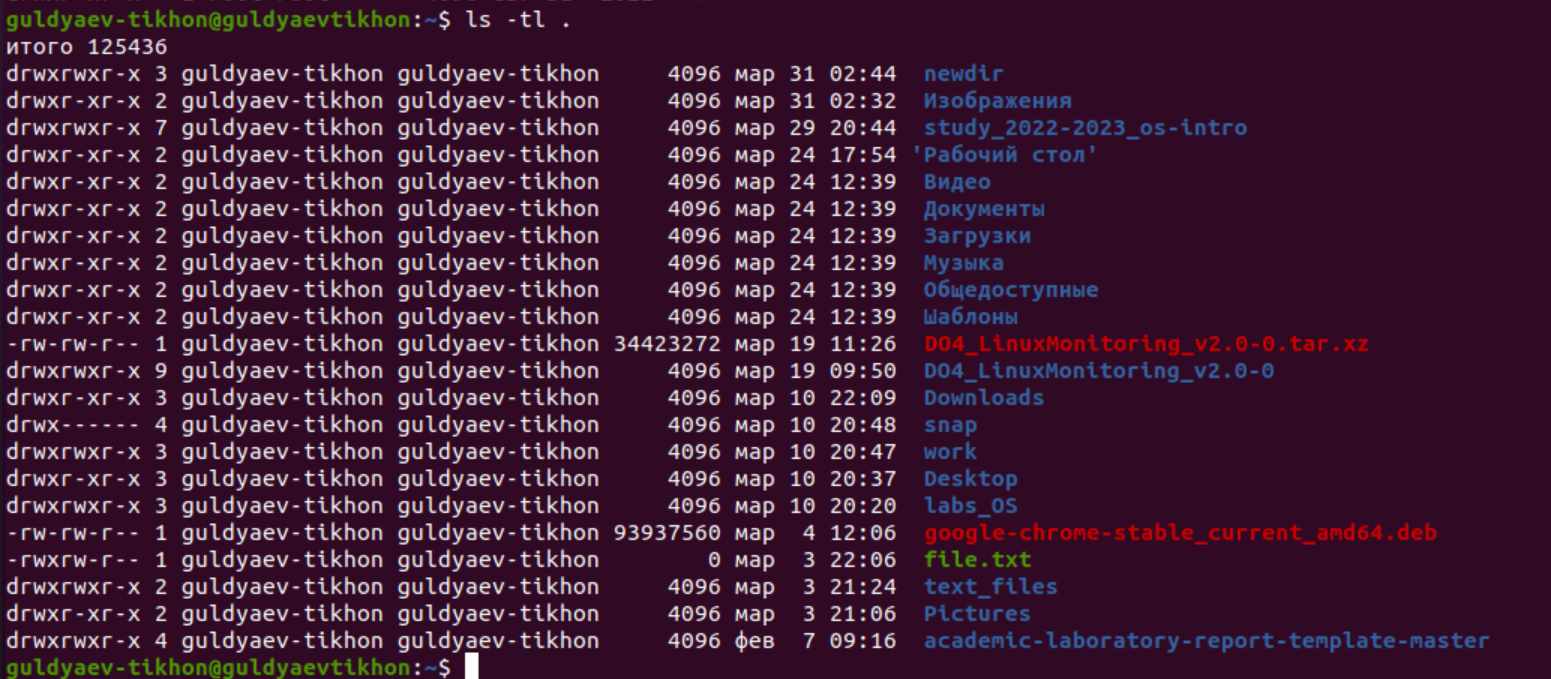 guldyaev-tikhon@guldyaevtikhon:~$ ls -tl .
итого 125436
drwxrwxr-x 3 guldyaev-tikhon guldyaev-tikhon     4096 мар 31 02:44  newdir
drwxr-xr-x 2 guldyaev-tikhon guldyaev-tikhon     4096 мар 31 02:32  Изображения
drwxrwxr-x 7 guldyaev-tikhon guldyaev-tikhon     4096 мар 29 20:44  study_2022-2023_os-intro
drwxr-xr-x 2 guldyaev-tikhon guldyaev-tikhon     4096 мар 24 17:54 'Рабочий стол'
drwxr-xr-x 2 guldyaev-tikhon guldyaev-tikhon     4096 мар 24 12:39  Видео
drwxr-xr-x 2 guldyaev-tikhon guldyaev-tikhon     4096 мар 24 12:39  Документы
drwxr-xr-x 2 guldyaev-tikhon guldyaev-tikhon     4096 мар 24 12:39  Загрузки
drwxr-xr-x 2 guldyaev-tikhon guldyaev-tikhon     4096 мар 24 12:39  Музыка
drwxr-xr-x 2 guldyaev-tikhon guldyaev-tikhon     4096 мар 24 12:39  Общедоступные
drwxr-xr-x 2 guldyaev-tikhon guldyaev-tikhon     4096 мар 24 12:39  Шаблоны
-rw-rw-r-- 1 guldyaev-tikhon guldyaev-tikhon 34423272 мар 19 11:26  DO4_LinuxMonitoring_v2.0-0.tar.xz
drwxrwxr-x 9 guldyaev-tikhon guldyaev-tikhon     4096 мар 19 09:50  DO4_LinuxMonitoring_v2.0-0
drwxr-xr-x 3 guldyaev-tikhon guldyaev-tikhon     4096 мар 10 22:09  Downloads
drwx------ 4 guldyaev-tikhon guldyaev-tikhon     4096 мар 10 20:48  snap
drwxrwxr-x 3 guldyaev-tikhon guldyaev-tikhon     4096 мар 10 20:47  work
drwxr-xr-x 3 guldyaev-tikhon guldyaev-tikhon     4096 мар 10 20:37  Desktop
drwxrwxr-x 3 guldyaev-tikhon guldyaev-tikhon     4096 мар 10 20:20  labs_OS
-rw-rw-r-- 1 guldyaev-tikhon guldyaev-tikhon 93937560 мар  4 12:06  google-chrome-stable_current_amd64.deb
-rwxrw-r-- 1 guldyaev-tikhon guldyaev-tikhon        0 мар  3 22:06  file.txt
drwxrwxr-x 2 guldyaev-tikhon guldyaev-tikhon     4096 мар  3 21:24  text_files
drwxr-xr-x 2 guldyaev-tikhon guldyaev-tikhon     4096 мар  3 21:06  Pictures
drwxrwxr-x 4 guldyaev-tikhon guldyaev-tikhon     4096 фев  7 09:16  academic-laboratory-report-template-master
guldyaev-tikhon@guldyaevtikhon:~$